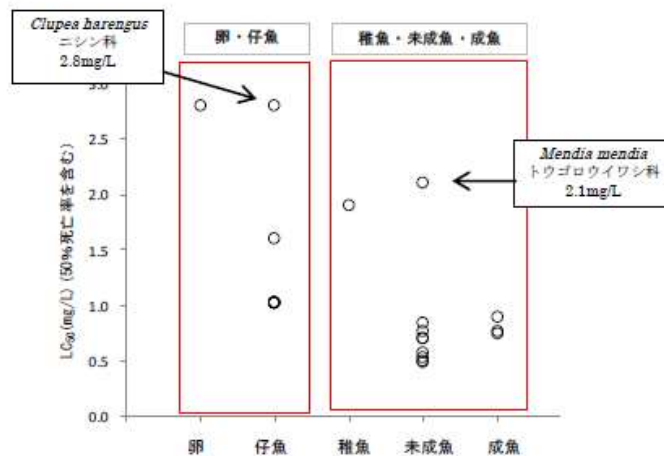 Clupea harengus
ニシン科
2.8mg/L
卵・仔魚
稚魚・未成魚・成魚
Mendia mendia
トウゴロウイワシ科
2.1mg/L
LC50(mg/L) (50%死亡率を含む)
3.0
2.5
2.0
1.5
1.0
0.5
0.0
卵
仔魚
稚魚
未成魚
成魚